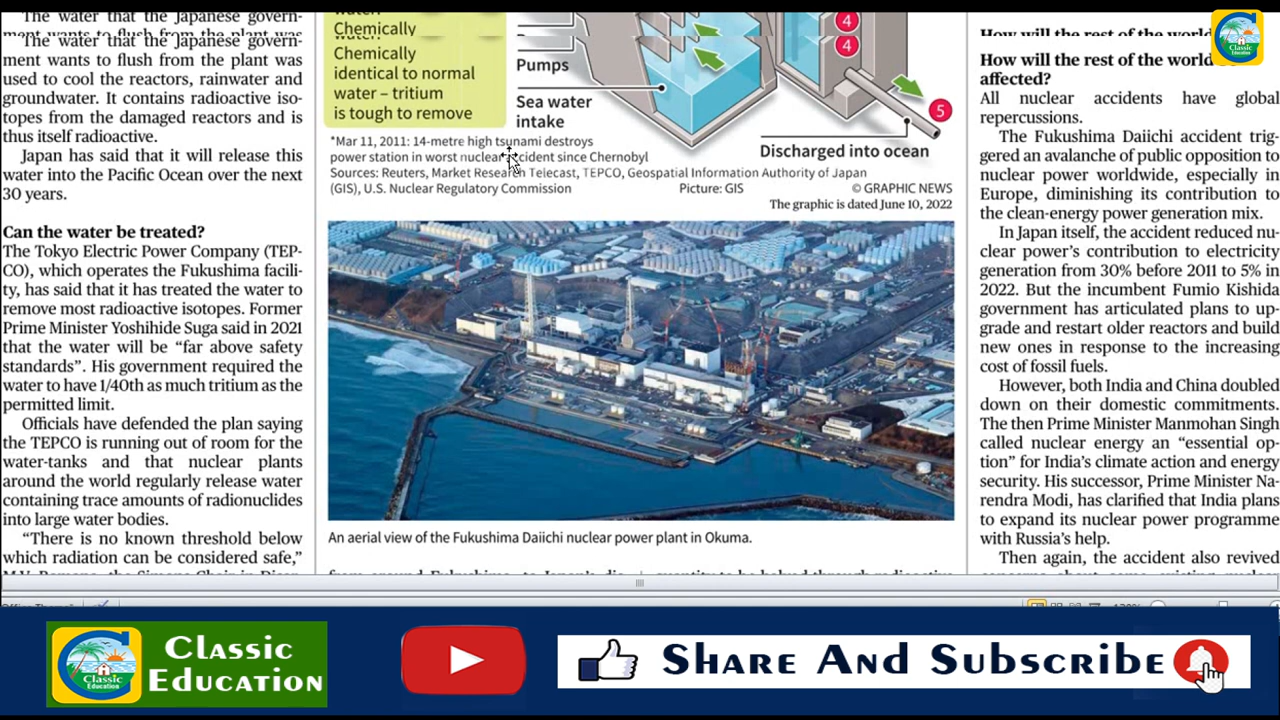 The water that the Japanese govern-
The water that the Japanese govern-
ment wants to flush from the plant was
used to cool the reactors, rainwater and
groundwater. It contains radioactive iso-
topes from the damaged reactors and is
thus itself radioactive.
Japan has said that it will release this
water into the Pacific Ocean over the next
30 years.
Can the water be treated?
The Tokyo Electric Power Company (TEP-
CO), which operates the Fukushima facili-
ty, has said that it has treated the water to
remove most radioactive isotopes. Former
Prime Minister Yoshihide Suga said in 2021
that the water will be “far above safety
standards”. His government required the
water to have 1/40th as much tritium as the
permitted limit.
Officials have defended the plan saying
the TEPCO is running out of room for the
water-tanks and that nuclear plants
around the world regularly release water
containing trace amounts of radionuclides
into large water bodies.
“There is no known threshold below
which radiation can be considered safe,”
Chemically
Chemically
identical to normal
water – tritium
is tough to remove
Pumps
Sea water
intake
4
4
5
Discharged into ocean
*Mar 11, 2011: 14-metre high tsunami destroys
power station in worst nuclear accident since Chernobyl
Sources: Reuters, Market Research Telecast, TEPCO, Geospatial Information Authority of Japan
(GIS), U.S. Nuclear Regulatory Commission Picture: GIS © GRAPHIC NEWS
The graphic is dated June 10, 2022
An aerial view of the Fukushima Daiichi nuclear power plant in Okuma.
How will the rest of the world
How will the rest of the world
affected?
All nuclear accidents have global
repercussions.
The Fukushima Daiichi accident trig-
gered an avalanche of public opposition to
nuclear power worldwide, especially in
Europe, diminishing its contribution to
the clean-energy power generation mix.
In Japan itself, the accident reduced nu-
clear power’s contribution to electricity
generation from 30% before 2011 to 5% in
2022. But the incumbent Fumio Kishida
government has articulated plans to up-
grade and restart older reactors and build
new ones in response to the increasing
cost of fossil fuels.
However, both India and China doubled
down on their domestic commitments.
The then Prime Minister Manmohan Singh
called nuclear energy an “essential op-
tion” for India’s climate action and energy
security. His successor, Prime Minister Na-
rendra Modi, has clarified that India plans
to expand its nuclear power programme
with Russia’s help.
Then again, the accident also revived
Classic
Education
Classic
Education
Classic
Education
Share And Subscribe